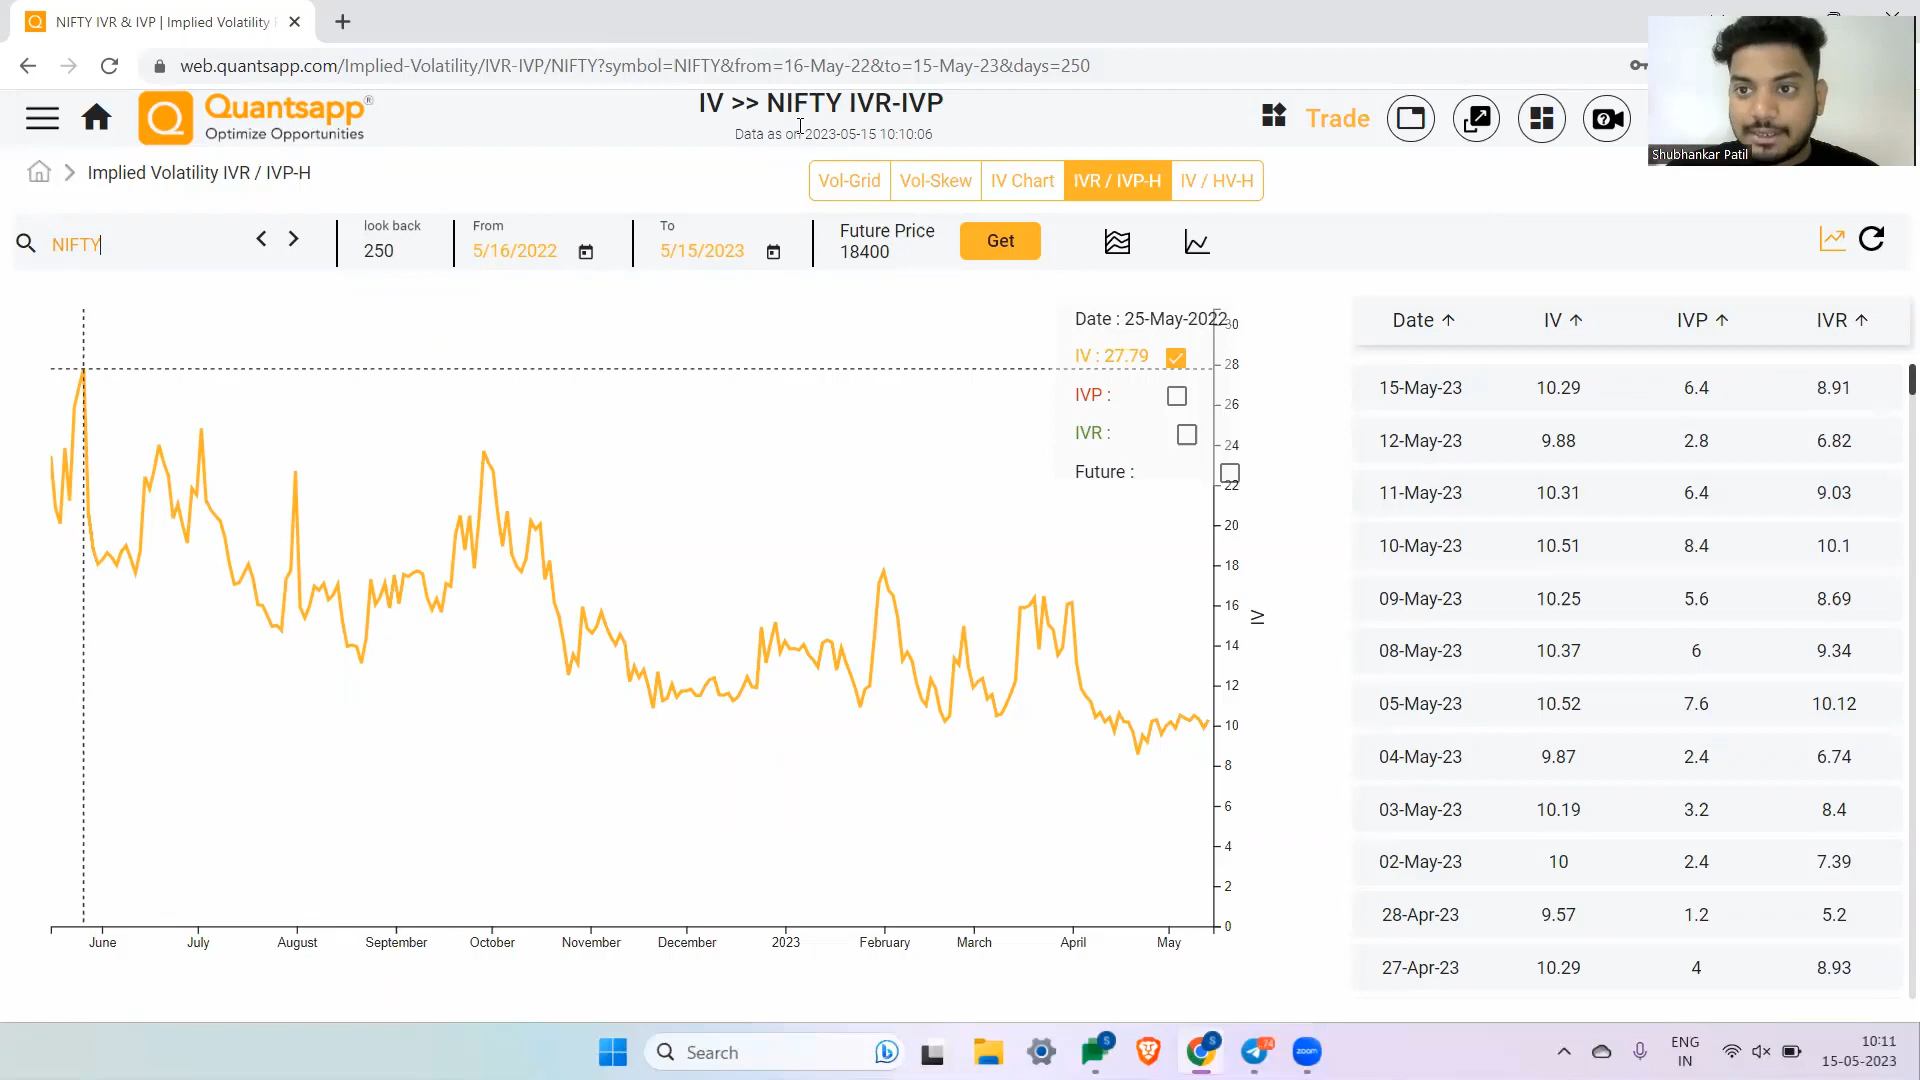 NIFTY IVR & IVP | Implied Volatility
web.quantsapp.com/Implied-Volatility/IVR-IVP/NIFTY?symbol=NIFTY&from=16-May-22&to=15-May-23&days=250
Quantsapp®
Optimize Opportunities
IV >> NIFTY IVR-IVP
Data as on 2023-05-15 10:10:06
Trade
Shubhankar Patil
Implied Volatility IVR / IVP-H
Vol-Grid Vol-Skew IV Chart IVR / IVP-H IV / HV-H
NIFTY
look back
250
From
5/16/2022
To
5/15/2023
Future Price
18400
Get
Date : 25-May-2022
IV : 27.79
IVP :
IVR :
Future :
30
28
26
24
22
20
18
16
14
12
10
8
6
4
2
0
IV
June July August September October November December 2023 February March April May
Date IV IVP IVR
15-May-23 10.29 6.4 8.91
12-May-23 9.88 2.8 6.82
11-May-23 10.31 6.4 9.03
10-May-23 10.51 8.4 10.1
09-May-23 10.25 5.6 8.69
08-May-23 10.37 6 9.34
05-May-23 10.52 7.6 10.12
04-May-23 9.87 2.4 6.74
03-May-23 10.19 3.2 8.4
02-May-23 10 2.4 7.39
28-Apr-23 9.57 1.2 5.2
27-Apr-23 10.29 4 8.93
Search
zoom
74
S
S
ENG
IN
10:11
15-05-2023